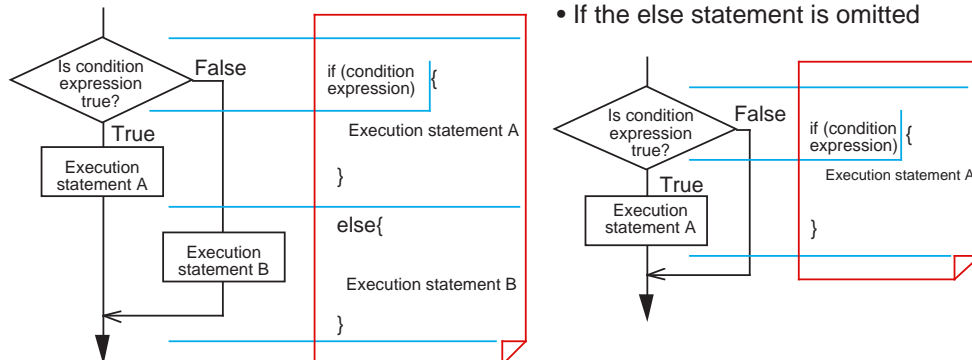 Is condition
expression
true?
False
True
Execution
statement A
Execution
statement B
if (condition
expression) {
Execution statement A
}
else{
Execution statement B
}
• If the else statement is omitted
Is condition
expression
true?
False
True
Execution
statement A
if (condition
expression) {
Execution statement A
}